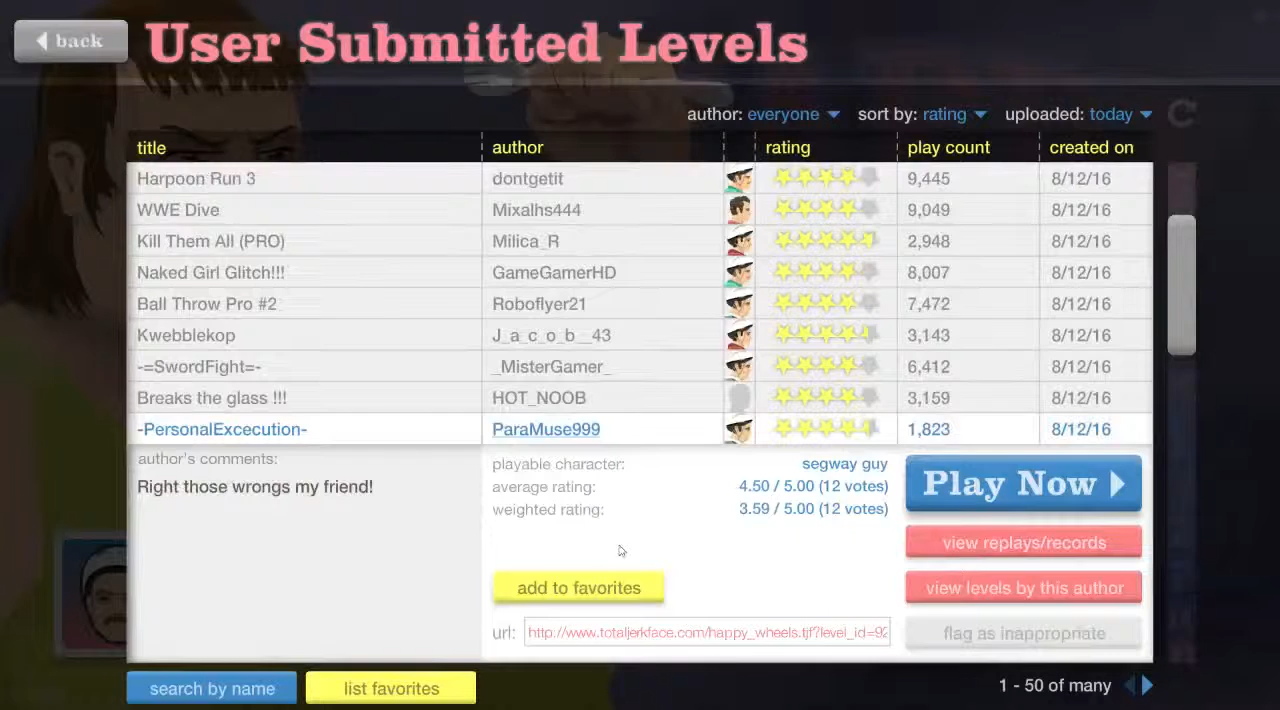 back
User Submitted Levels
author: everyone sort by: rating uploaded: today
title author rating play count created on
Harpoon Run 3 dontgetit 9,445 8/12/16
WWE Dive Mixalhs444 9,049 8/12/16
Kill Them All (PRO) Milica_R 2,948 8/12/16
Naked Girl Glitch!!! GameGamerHD 8,007 8/12/16
Ball Throw Pro #2 Roboflyer21 7,472 8/12/16
Kwebblekop J_a_c_o_b__43 3,143 8/12/16
-=SwordFight=- _MisterGamer_ 6,412 8/12/16
Breaks the glass !!! HOT_NOOB 3,159 8/12/16
-PersonalExcecution- ParaMuse999 1,823 8/12/16
author's comments:
Right those wrongs my friend!
playable character: segway guy
average rating: 4.50 / 5.00 (12 votes)
weighted rating: 3.59 / 5.00 (12 votes)
Play Now
view replays/records
add to favorites
view levels by this author
url: http://www.totaljerkface.com/happy_wheels.tjf?level_id=92
flag as inappropriate
search by name
list favorites
1 - 50 of many